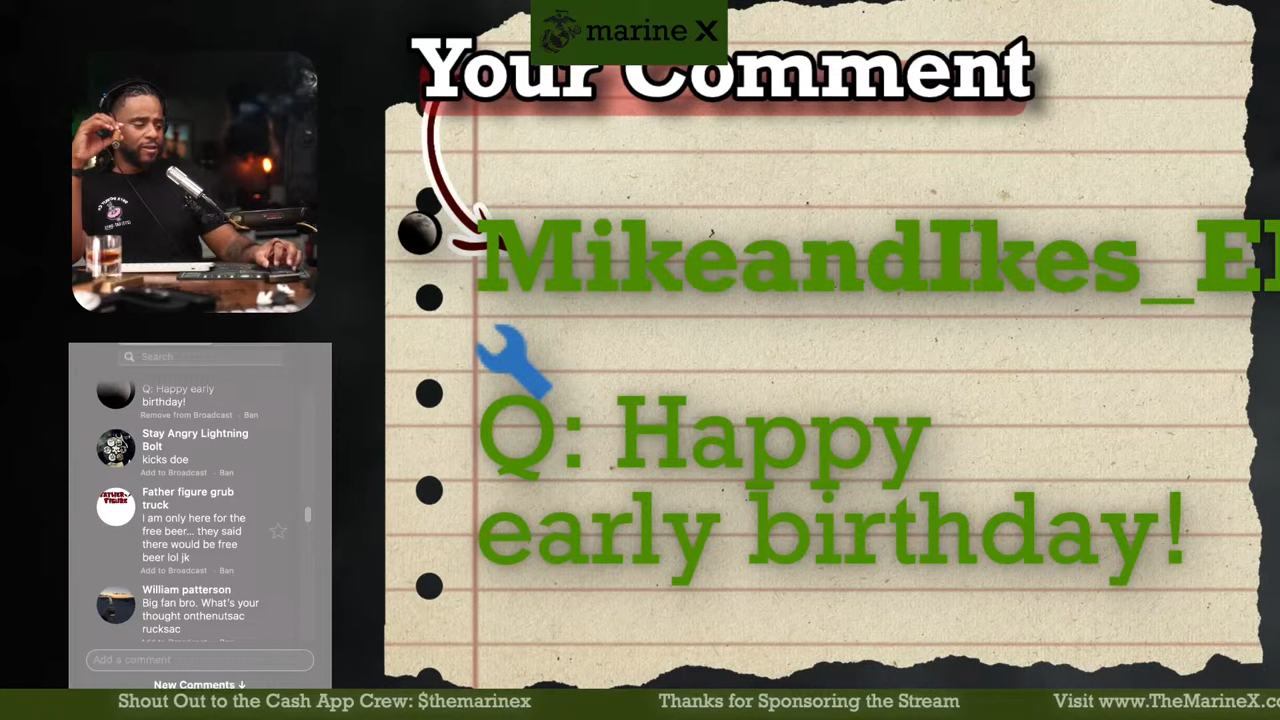 marine X
Your Comment
MikeandIkes_
Q: Happy
early birthday!
Search
Q: Happy early
birthday!
Remove from Broadcast · Ban
Stay Angry Lightning
Bolt
kicks doe
Add to Broadcast · Ban
Father figure grub
truck
I am only here for the
free beer... they said
there would be free
beer lol jk
Add to Broadcast · Ban
William patterson
Big fan bro. What's your
thought onthenutsac
rucksac
Add a comment
New Comments ↓
Shout Out to the Cash App Crew: $themarinex
Thanks for Sponsoring the Stream
Visit www.TheMarineX.co